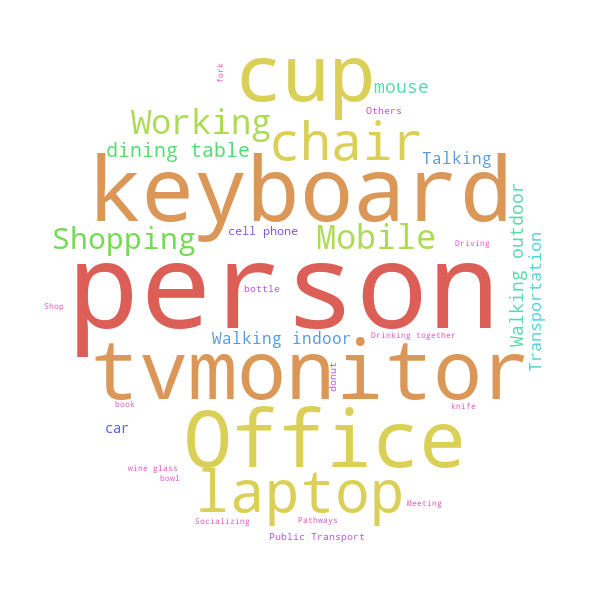 cup
fork
mouse
Others
Working
chair
dining table
Talking
keyboard
Walking outdoor
Shopping
cell phone
Mobile
Driving
Transportation
person
bottle
Shop
Walking indoor
Drinking together
tvmonitor
donut
book
knife
car
Office
wine glass
bowl
laptop
Meeting
Socializing
Pathways
Public Transport